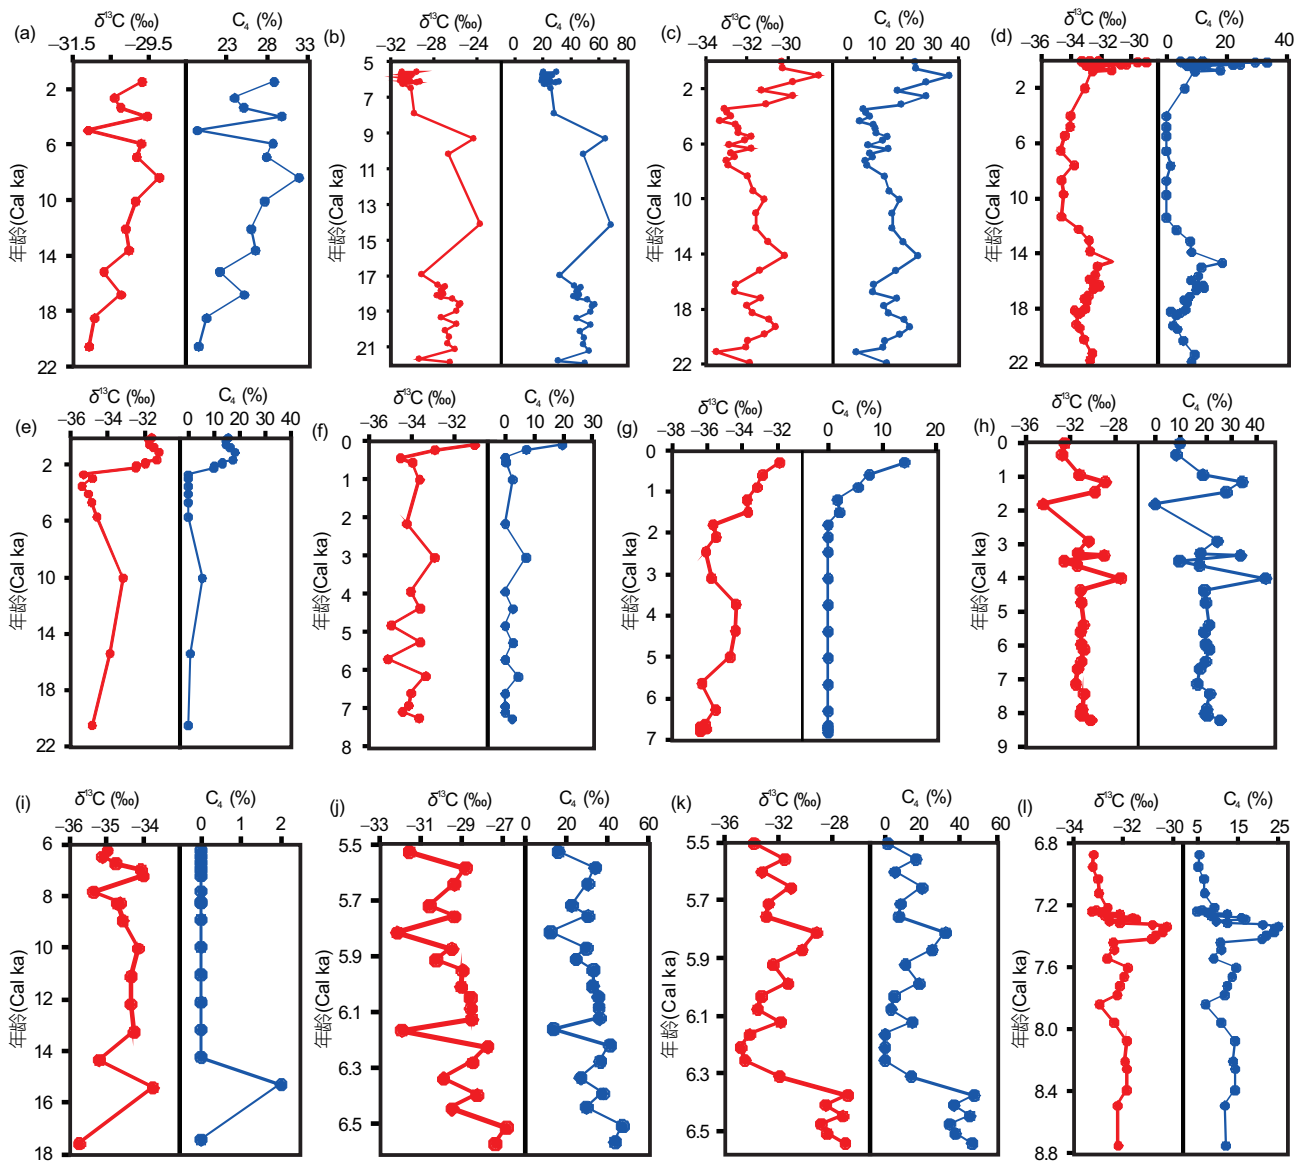 (a) δ¹³C (‰) C₄ (%)
−31.5 −29.5 23 28 33
年龄(Cal ka)
2
6
10
14
18
22
(b) δ¹³C (‰) C₄ (%)
−32 −28 −24 0 20 40 60 80
年龄(Cal ka)
5
7
9
11
13
15
17
19
21
(c) δ¹³C (‰) C₄ (%)
−34 −32 −30 0 10 20 30 40
年龄(Cal ka)
2
6
10
14
18
22
(d) δ¹³C (‰) C₄ (%)
−36 −34 −32 −30 0 10 20 30 40
年龄(Cal ka)
2
6
10
14
18
22
(e) δ¹³C (‰) C₄ (%)
−36 −34 −32 0 10 20 30 40
年龄(Cal ka)
2
6
10
14
18
22
(f) δ¹³C (‰) C₄ (%)
−36 −34 −32 0 10 20 30
年龄(Cal ka)
0
1
2
3
4
5
6
7
8
(g) δ¹³C (‰) C₄ (%)
−38 −36 −34 −32 0 10 20
年龄(Cal ka)
0
1
2
3
4
5
6
7
(h) δ¹³C (‰) C₄ (%)
−34 −32 −30 −28 0 20 30 40
年龄(Cal ka)
0
1
2
3
4
5
6
7
8
9
(i) δ¹³C (‰) C₄ (%)
−36 −35 −34 0 1 2
年龄(Cal ka)
6
8
10
12
14
16
18
(j) δ¹³C (‰) C₄ (%)
−33 −31 −29 −27 0 20 40 60
年龄(Cal ka)
5.5
5.7
5.9
6.1
6.3
6.5
(k) δ¹³C (‰) C₄ (%)
−36 −32 −28 0 20 40 60
年龄(Cal ka)
5.5
5.7
5.9
6.1
6.3
6.5
(l) δ¹³C (‰) C₄ (%)
−34 −32 −30 5 15 25
年龄(Cal ka)
6.8
7.2
7.6
8.0
8.4
8.8